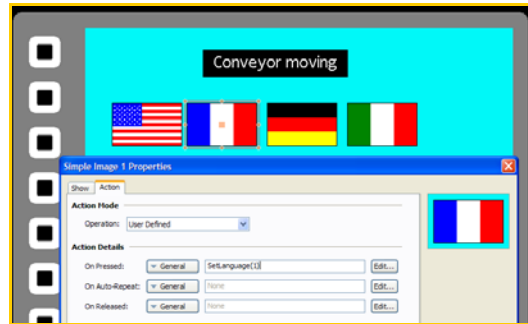 Conveyor moving
Simple Image 1 Properties
Show Action
Action Mode
Operation: User Defined
Action Details
On Pressed: General SetLanguage(1) Edit...
On Auto-Repeat: General None Edit...
On Released: General None Edit...